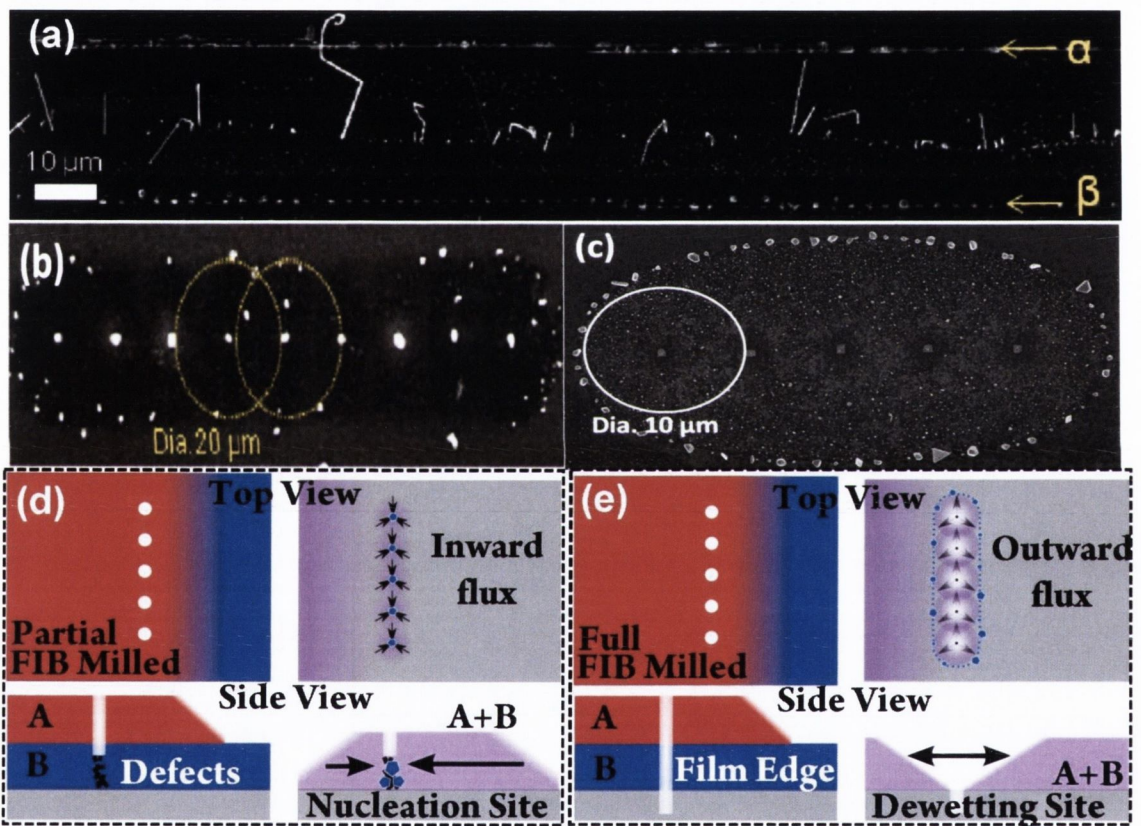 (a)
α
10 μm
β
(b)
Dia.20 μm
(c)
Dia. 10 μm
(d)
Top View
Inward
flux
Partial
FIB Milled
Side View
A
A+B
B
Defects
Nucleation Site
(e)
Top View
Outward
flux
Full
FIB Milled
Side View
A
B
Film Edge
A+B
Dewetting Site